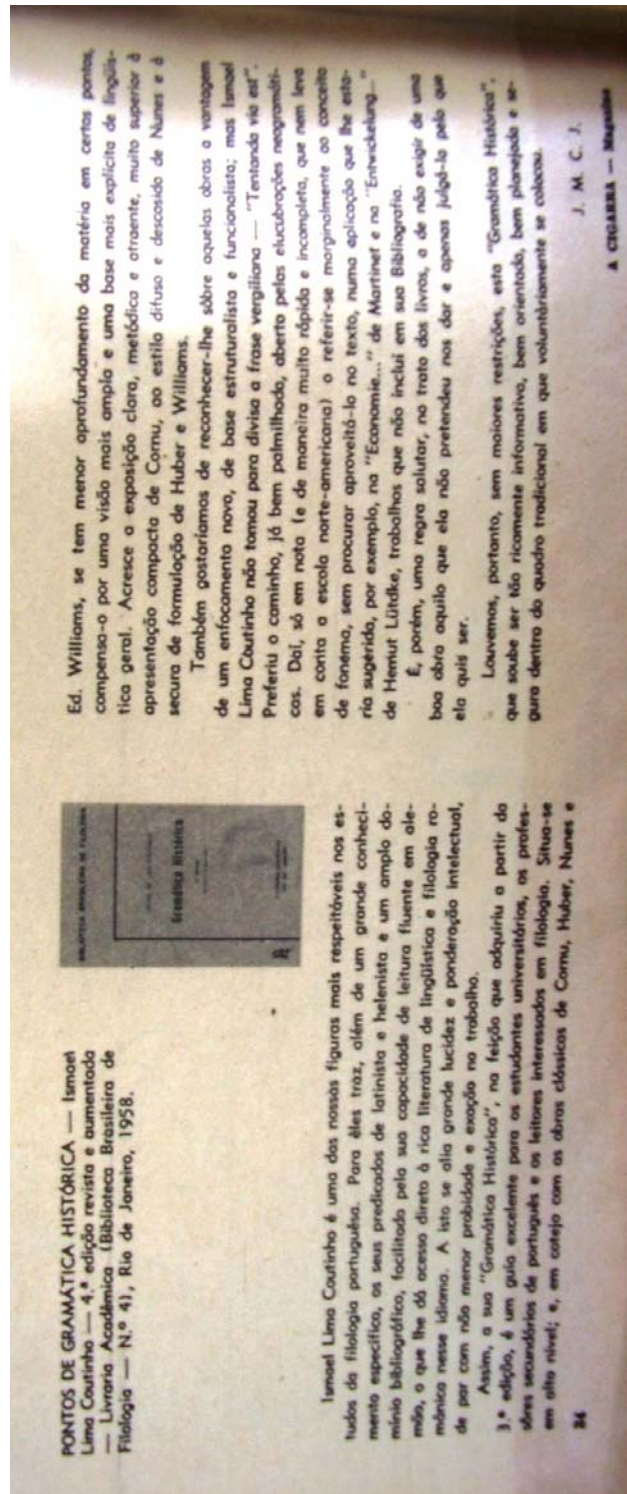 PONTOS DE GRAMÁTICA HISTÓRICA — Ismael
Lima Coutinho — 4.ª edição revista e aumentada
— Livraria Acadêmica (Biblioteca Brasileira de
Filologia — N.º 4), Rio de Janeiro, 1958.
BIBLIOTECA BRASILEIRA DE FILOLOGIA
Gramática Histórica
Ismael Lima Coutinho é uma das nossas figuras mais respeitáveis nos es-
tudos da filologia portuguêsa. Para êles traz, além de um grande conheci-
mento específico, os seus predicados de latinista e helenista e um amplo do-
mínio bibliográfico, facilitado pela sua capacidade de leitura fluente em ale-
mão, o que lhe dá acesso direto à rica literatura de lingüística e filologia ro-
mânica nesse idioma. A isto se alia grande lucidez e ponderação intelectual,
de par com não menor probidade e exação no trabalho.
Assim, a sua "Gramática Histórica", na feição que adquiriu a partir da
3.ª edição, é um guia excelente para os estudantes universitários, os profes-
sôres secundários de português e os leitores interessados em filologia. Situa-se
em alto nível; e, em cotejo com as obras clássicas de Cornu, Huber, Nunes e
84
Ed. Williams, se tem menor aprofundamento da matéria em certos pontos,
compensa-o por uma visão mais ampla e uma base mais explícita de lingüís-
tica geral. Acresce a exposição clara, metódica e atraente, muito superior à
apresentação compacta de Cornu, ao estilo difuso e descosido de Nunes e à
secura de formulação de Huber e Williams.
Também gostaríamos de reconhecer-lhe sôbre aquelas obras a vantagem
de um enfocamento novo, de base estruturalista e funcionalista; mas Ismael
Lima Coutinho não tomou para divisa a frase vergiliana — "Tentanda via est".
Preferiu o caminho, já bem palmilhado, aberto pelas elucubrações neogramáti-
cas. Daí, só em nota (e de maneira muito rápida e incompleta, que nem leva
em conta a escola norte-americana) o referir-se marginalmente ao conceito
de fonema, sem procurar aproveitá-lo no texto, numa aplicação que lhe esta-
ria sugerida, por exemplo, na "Economie..." de Martinet e na "Entwickelung..."
de Hemut Lüdtke, trabalhos que não inclui em sua Bibliografia.
É, porém, uma regra salutar, no trato dos livros, a de não exigir de uma
boa obra aquilo que ela não pretendeu nos dar e apenas julgá-la pelo que
ela quis ser.
Louvemos, portanto, sem maiores restrições, esta "Gramática Histórica",
que soube ser tão ricamente informativa, bem orientada, bem planejada e se-
gura dentro do quadro tradicional em que voluntàriamente se colocou.
J. M. C. J.
A CIGARRA — Magazine